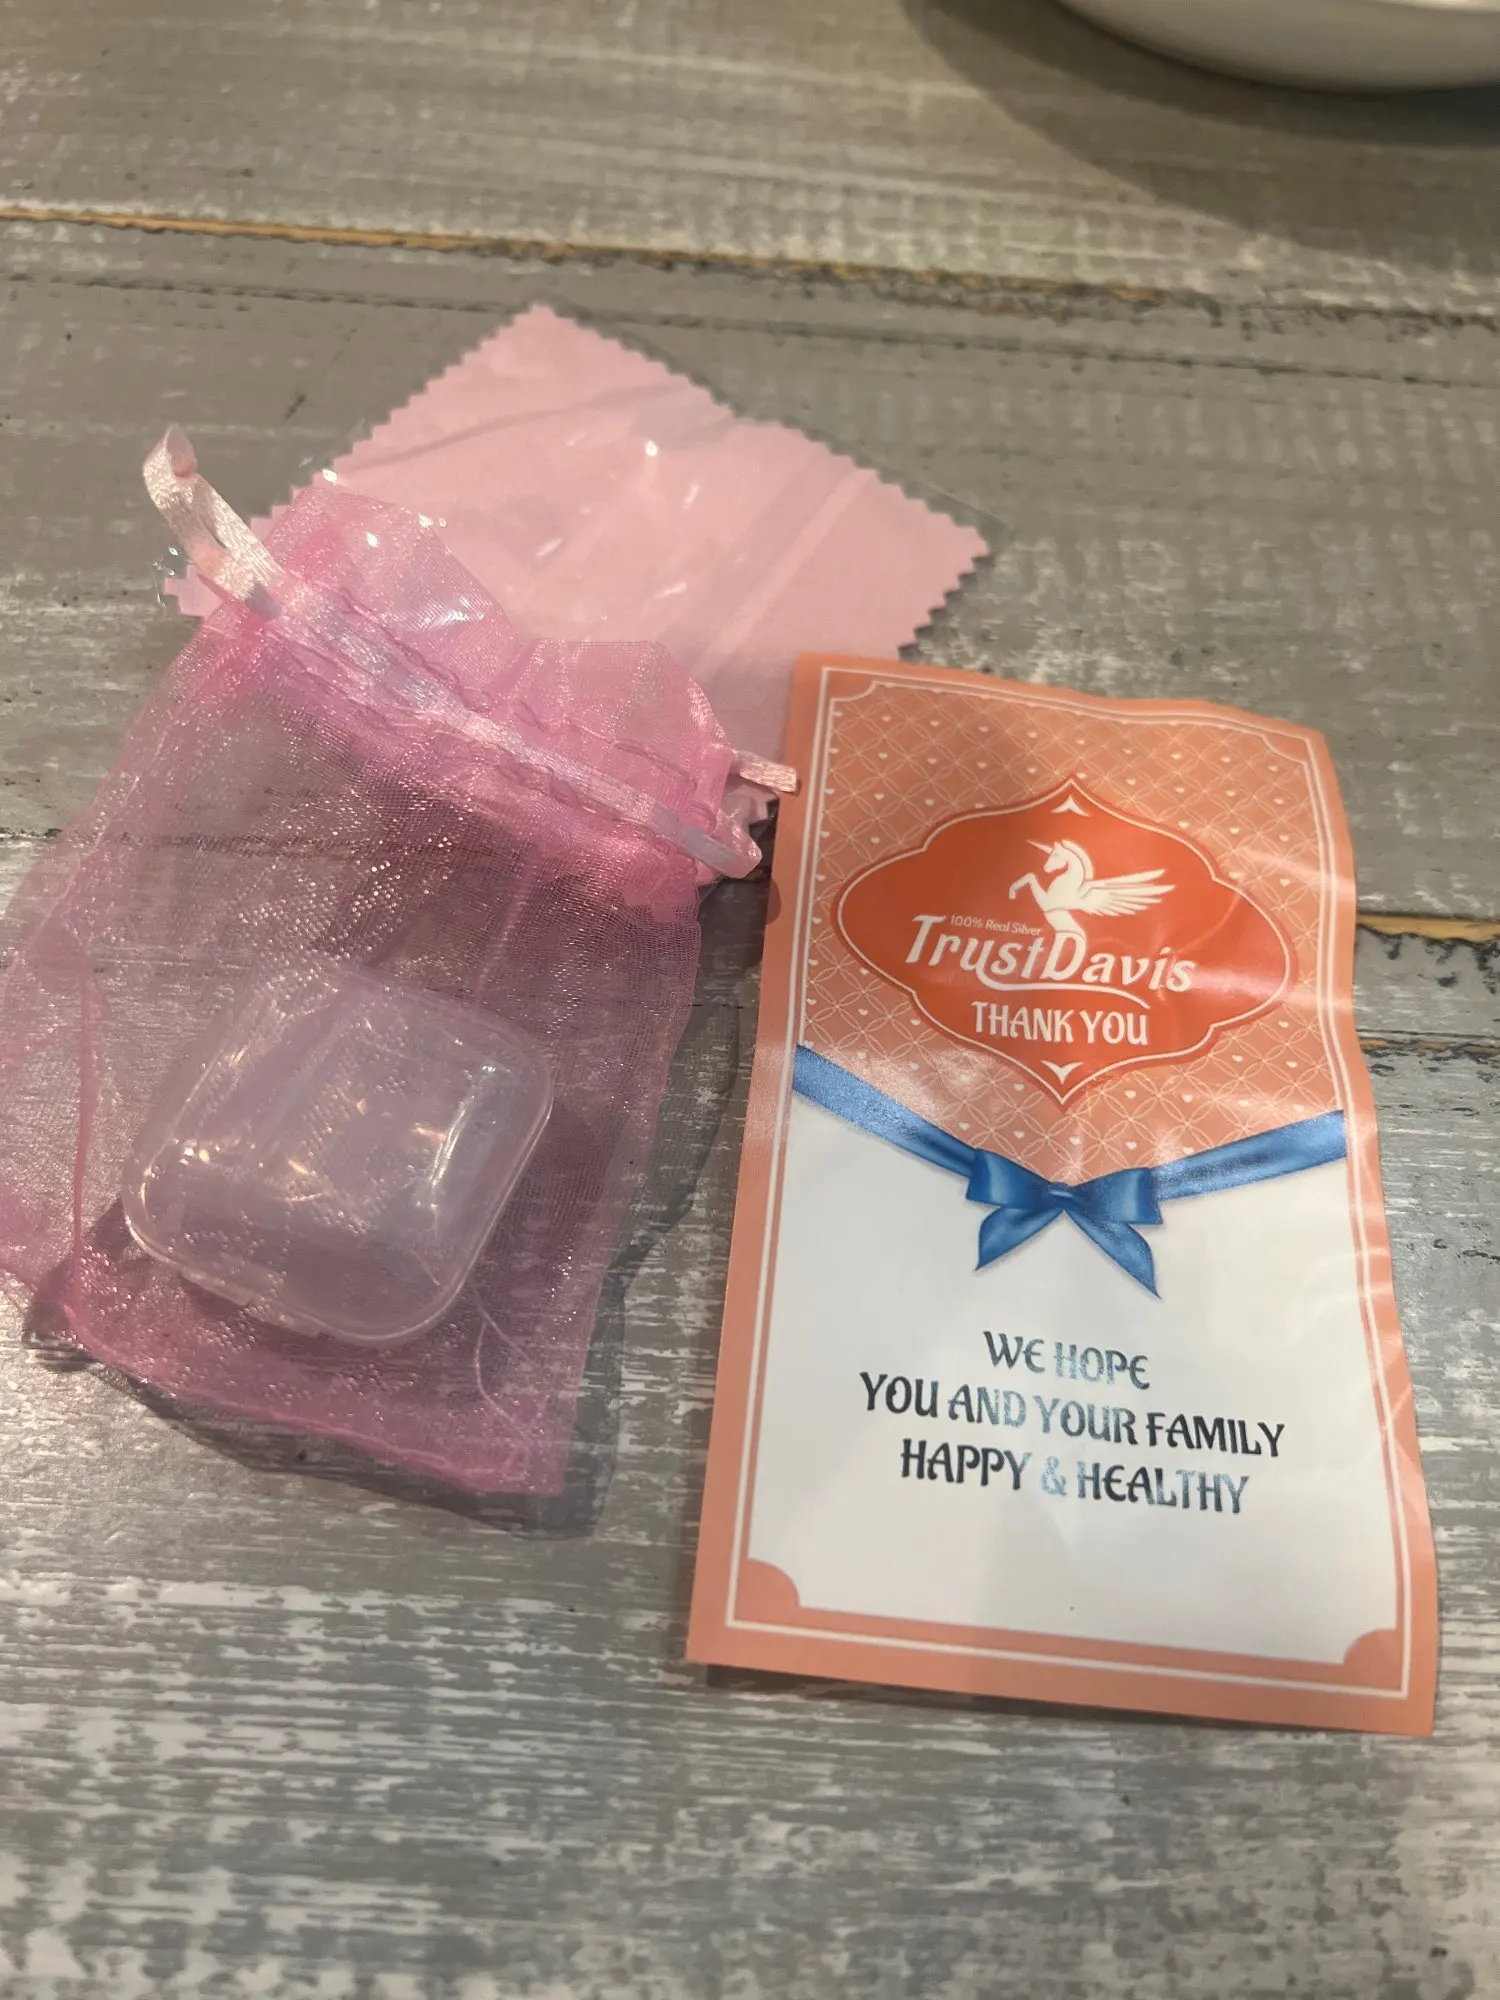 100% Real Silver
TrustDavis
THANK YOU
WE HOPE
YOU AND YOUR FAMILY
HAPPY & HEALTHY